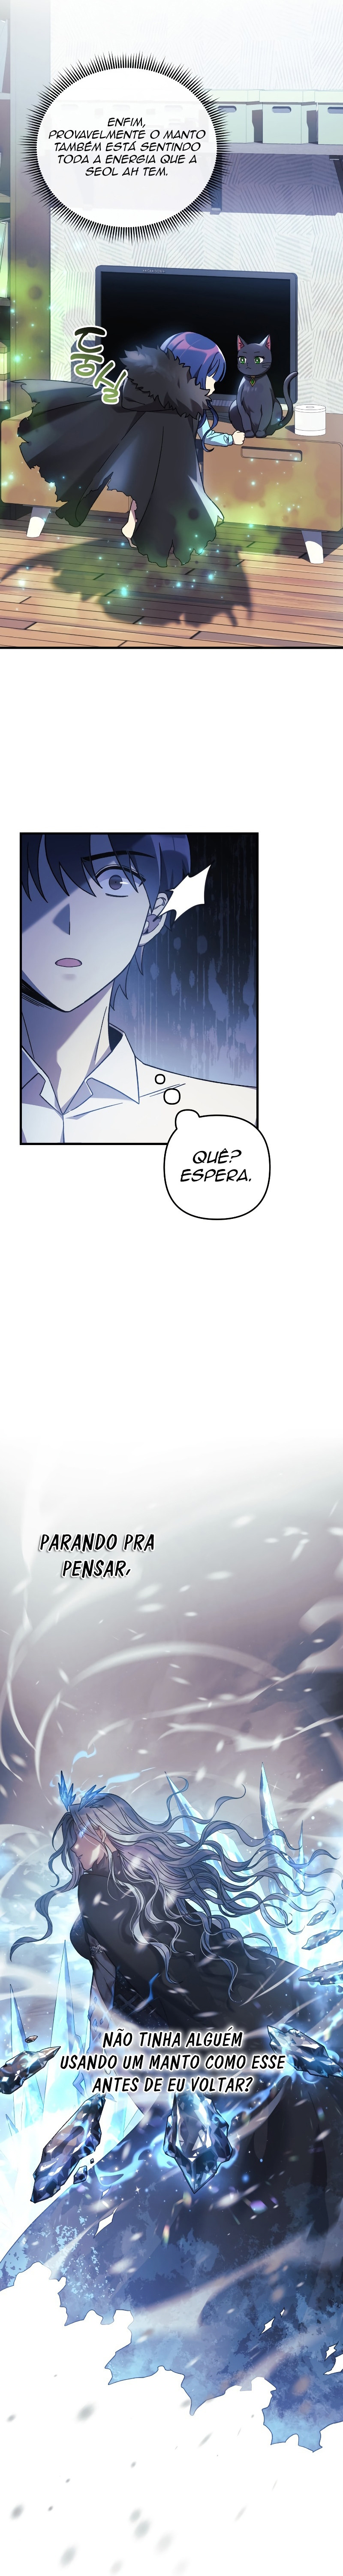 ENFIM,
PROVAVELMENTE O MANTO
TAMBÉM ESTÁ SENTINDO
TODA A ENERGIA QUE A
SEOL AH TEM.
둥실
QUÊ?
ESPERA.
PARANDO PRA
PENSAR,
NÃO TINHA ALGUÉM
USANDO UM MANTO COMO ESSE
ANTES DE EU VOLTAR?